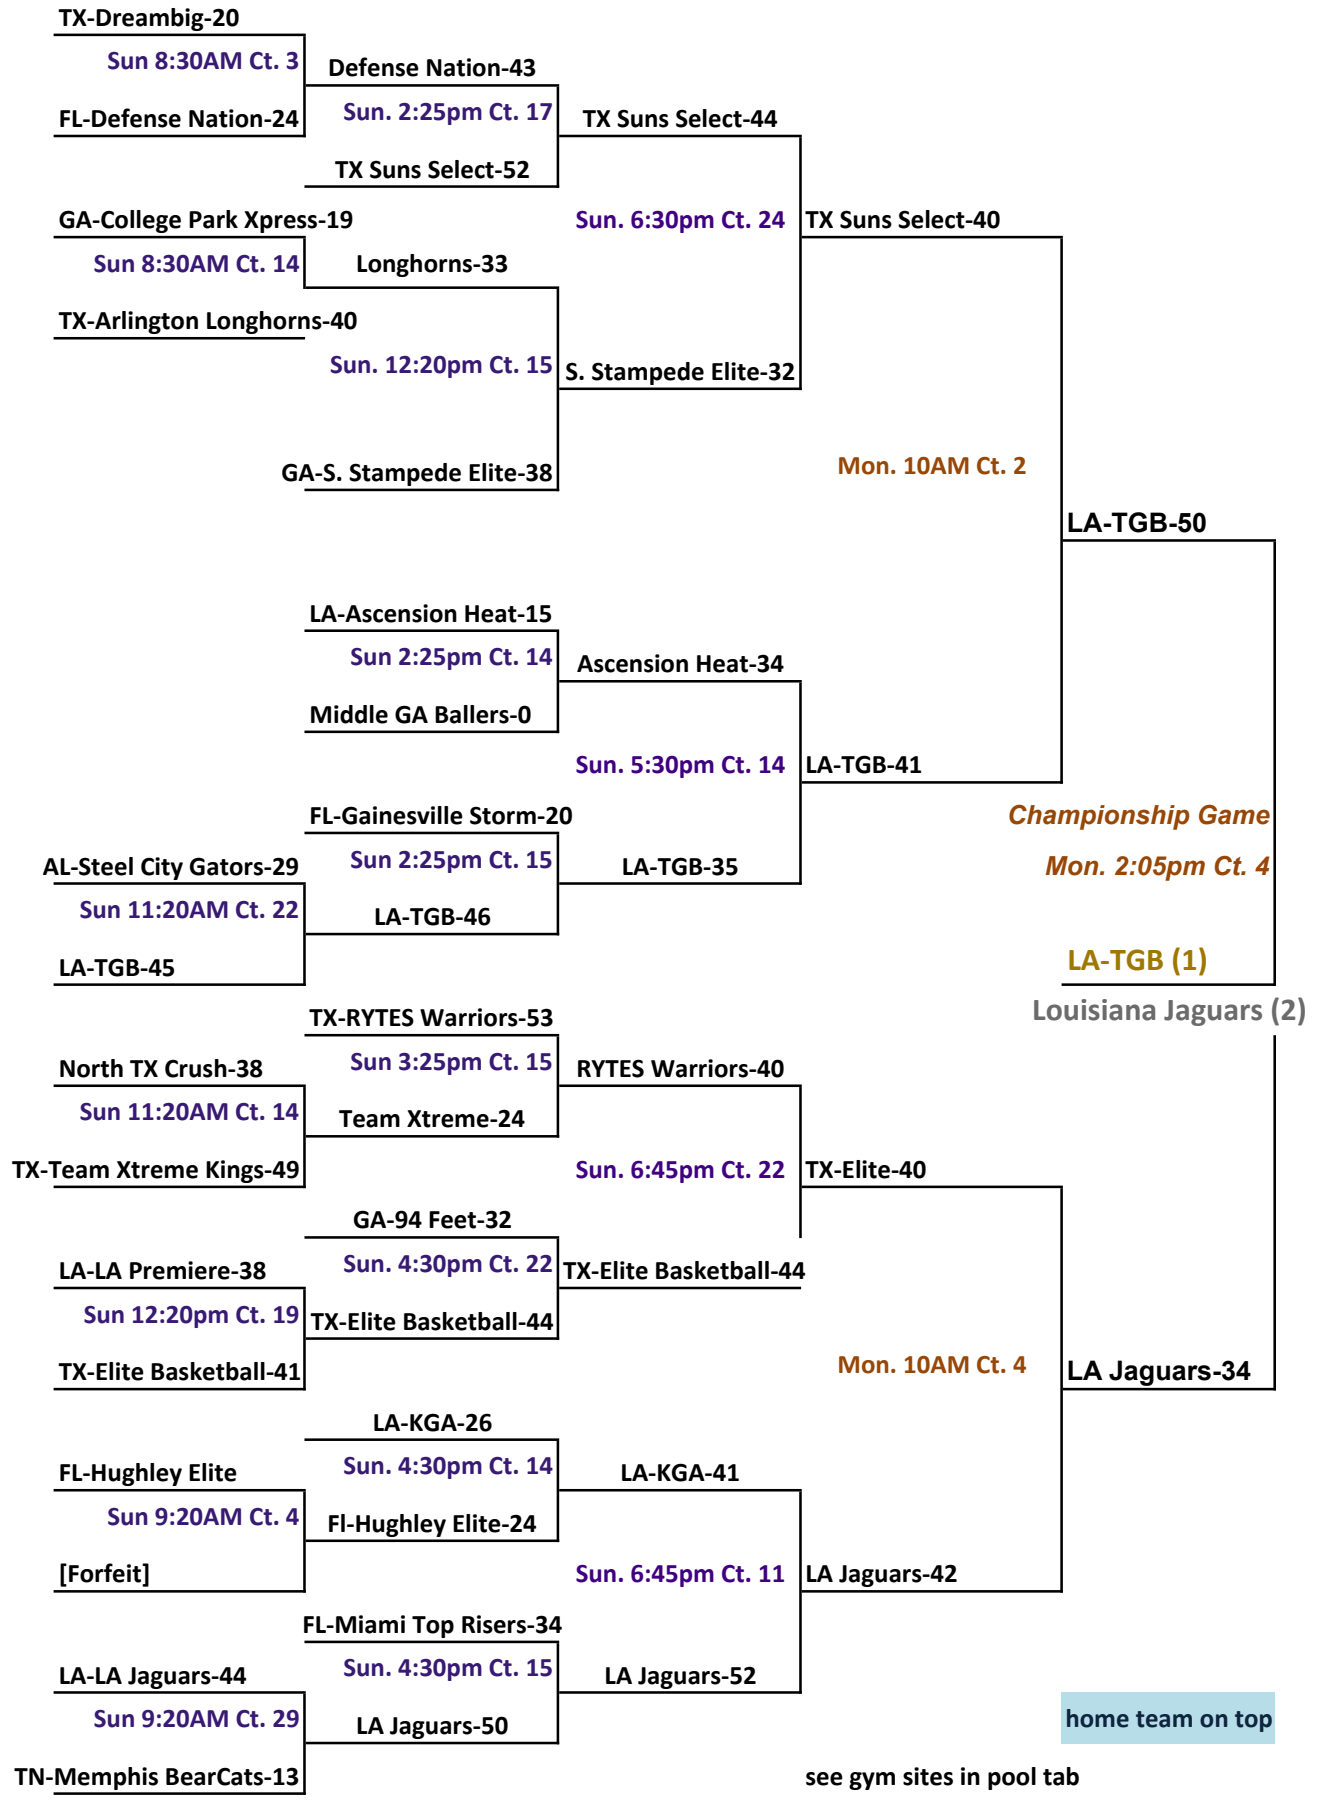 TX-Dreambig-20
Sun 8:30AM Ct. 3
Defense Nation-43
FL-Defense Nation-24
Sun. 2:25pm Ct. 17
TX Suns Select-44
TX Suns Select-52
GA-College Park Xpress-19
Sun. 6:30pm Ct. 24
TX Suns Select-40
Sun 8:30AM Ct. 14
Longhorns-33
TX-Arlington Longhorns-40
Sun. 12:20pm Ct. 15
S. Stampede Elite-32
GA-S. Stampede Elite-38
Mon. 10AM Ct. 2
LA-TGB-50
LA-Ascension Heat-15
Sun 2:25pm Ct. 14
Ascension Heat-34
Middle GA Ballers-0
Sun. 5:30pm Ct. 14
LA-TGB-41
FL-Gainesville Storm-20
Championship Game
AL-Steel City Gators-29
Sun 2:25pm Ct. 15
LA-TGB-35
Mon. 2:05pm Ct. 4
Sun 11:20AM Ct. 22
LA-TGB-46
LA-TGB-45
LA-TGB (1)
Louisiana Jaguars (2)
TX-RYTES Warriors-53
North TX Crush-38
Sun 3:25pm Ct. 15
RYTES Warriors-40
Sun 11:20AM Ct. 14
Team Xtreme-24
TX-Team Xtreme Kings-49
Sun. 6:45pm Ct. 22
TX-Elite-40
GA-94 Feet-32
LA-LA Premiere-38
Sun. 4:30pm Ct. 22
TX-Elite Basketball-44
Sun 12:20pm Ct. 19
TX-Elite Basketball-44
TX-Elite Basketball-41
Mon. 10AM Ct. 4
LA Jaguars-34
LA-KGA-26
FL-Hughley Elite
Sun. 4:30pm Ct. 14
LA-KGA-41
Sun 9:20AM Ct. 4
Fl-Hughley Elite-24
[Forfeit]
Sun. 6:45pm Ct. 11
LA Jaguars-42
FL-Miami Top Risers-34
LA-LA Jaguars-44
Sun. 4:30pm Ct. 15
LA Jaguars-52
Sun 9:20AM Ct. 29
LA Jaguars-50
home team on top
TN-Memphis BearCats-13
see gym sites in pool tab